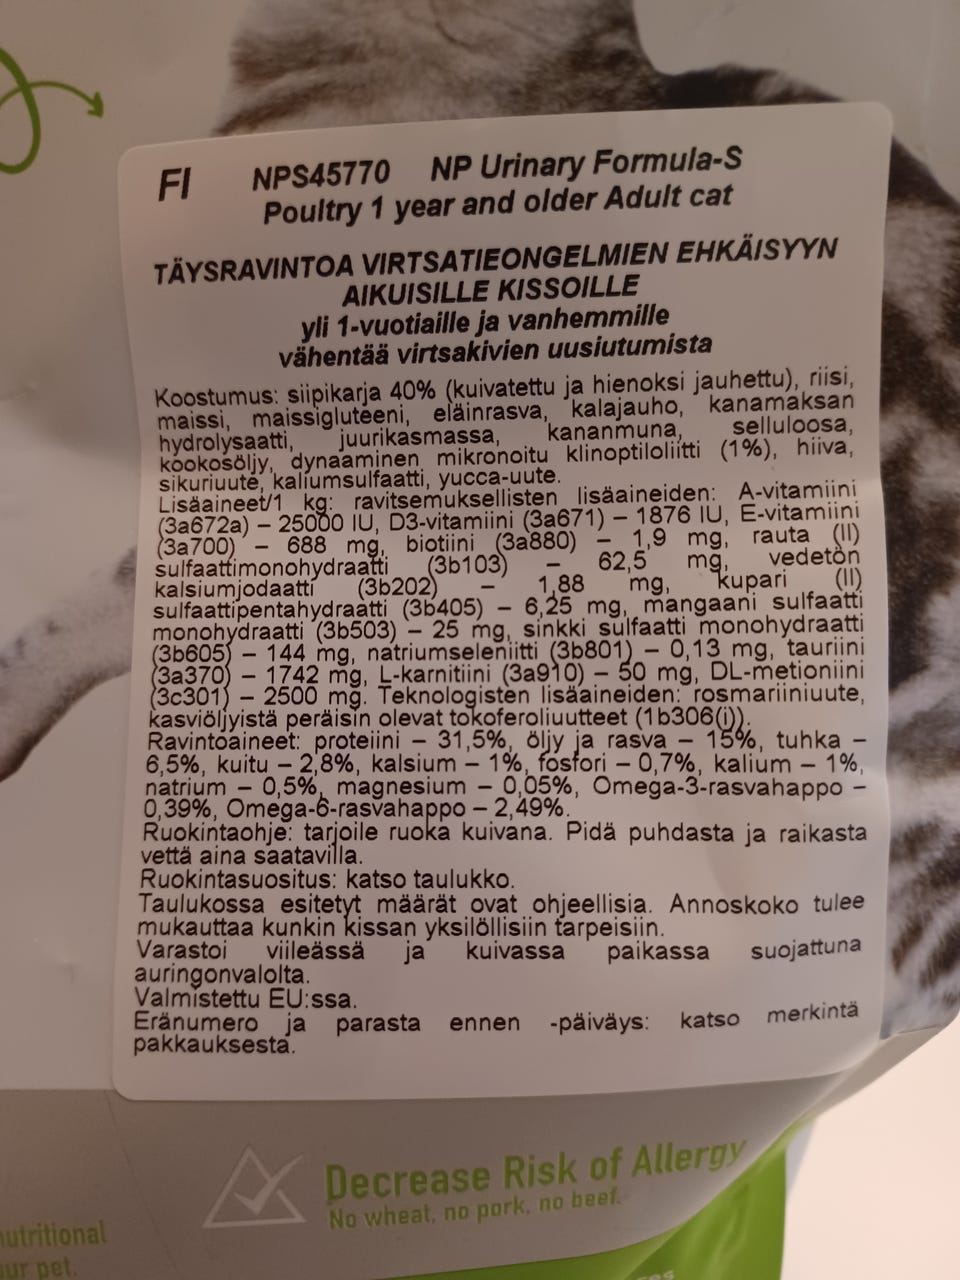 FI NPS45770 NP Urinary Formula-S
Poultry 1 year and older Adult cat
TÄYSRAVINTOA VIRTSATIEONGELMIEN EHKÄISYYN
AIKUISILLE KISSOILLE
yli 1-vuotiaille ja vanhemmille
vähentää virtsakivien uusiutumista
Koostumus: siipikarja 40% (kuivatettu ja hienoksi jauhettu), riisi,
maissi, maissigluteeni, eläinrasva, kalajauho, kanamaksan
hydrolysaatti, juurikasmassa, kananmuna, selluloosa,
kookosöljy, dynaaminen mikronoitu klinoptiloliitti (1%), hiiva,
sikuriuute, kaliumsulfaatti, yucca-uute.
Lisäaineet/1 kg: ravitsemuksellisten lisäaineiden: A-vitamiini
(3a672a) – 25000 IU, D3-vitamiini (3a671) – 1876 IU, E-vitamiini
(3a700) – 688 mg, biotiini (3a880) – 1,9 mg, rauta (II)
sulfaattimonohydraatti (3b103) – 62,5 mg, vedetön
kalsiumjodaatti (3b202) – 1,88 mg, kupari (II)
sulfaattipentahydraatti (3b405) – 6,25 mg, mangaani sulfaatti
monohydraatti (3b503) – 25 mg, sinkki sulfaatti monohydraatti
(3b605) – 144 mg, natriumseleniitti (3b801) – 0,13 mg, tauriini
(3a370) – 1742 mg, L-karnitiini (3a910) – 50 mg, DL-metioniini
(3c301) – 2500 mg. Teknologisten lisäaineiden: rosmariiniuute,
kasviöljyistä peräisin olevat tokoferoliuutteet (1b306(i)).
Ravintoaineet: proteiini – 31,5%, öljy ja rasva – 15%, tuhka –
6,5%, kuitu – 2,8%, kalsium – 1%, fosfori – 0,7%, kalium – 1%,
natrium – 0,5%, magnesium – 0,05%, Omega-3-rasvahappo –
0,39%, Omega-6-rasvahappo – 2,49%.
Ruokintaohje: tarjoile ruoka kuivana. Pidä puhdasta ja raikasta
vettä aina saatavilla.
Ruokintasuositus: katso taulukko.
Taulukossa esitetyt määrät ovat ohjeellisia. Annoskoko tulee
mukauttaa kunkin kissan yksilöllisiin tarpeisiin.
Varastoi viileässä ja kuivassa paikassa suojattuna
auringonvalolta.
Valmistettu EU:ssa.
Eränumero ja parasta ennen -päiväys: katso merkintä
pakkauksesta.
Decrease Risk of Allergy
No wheat, no pork, no beef.
nutritional
ur pet.